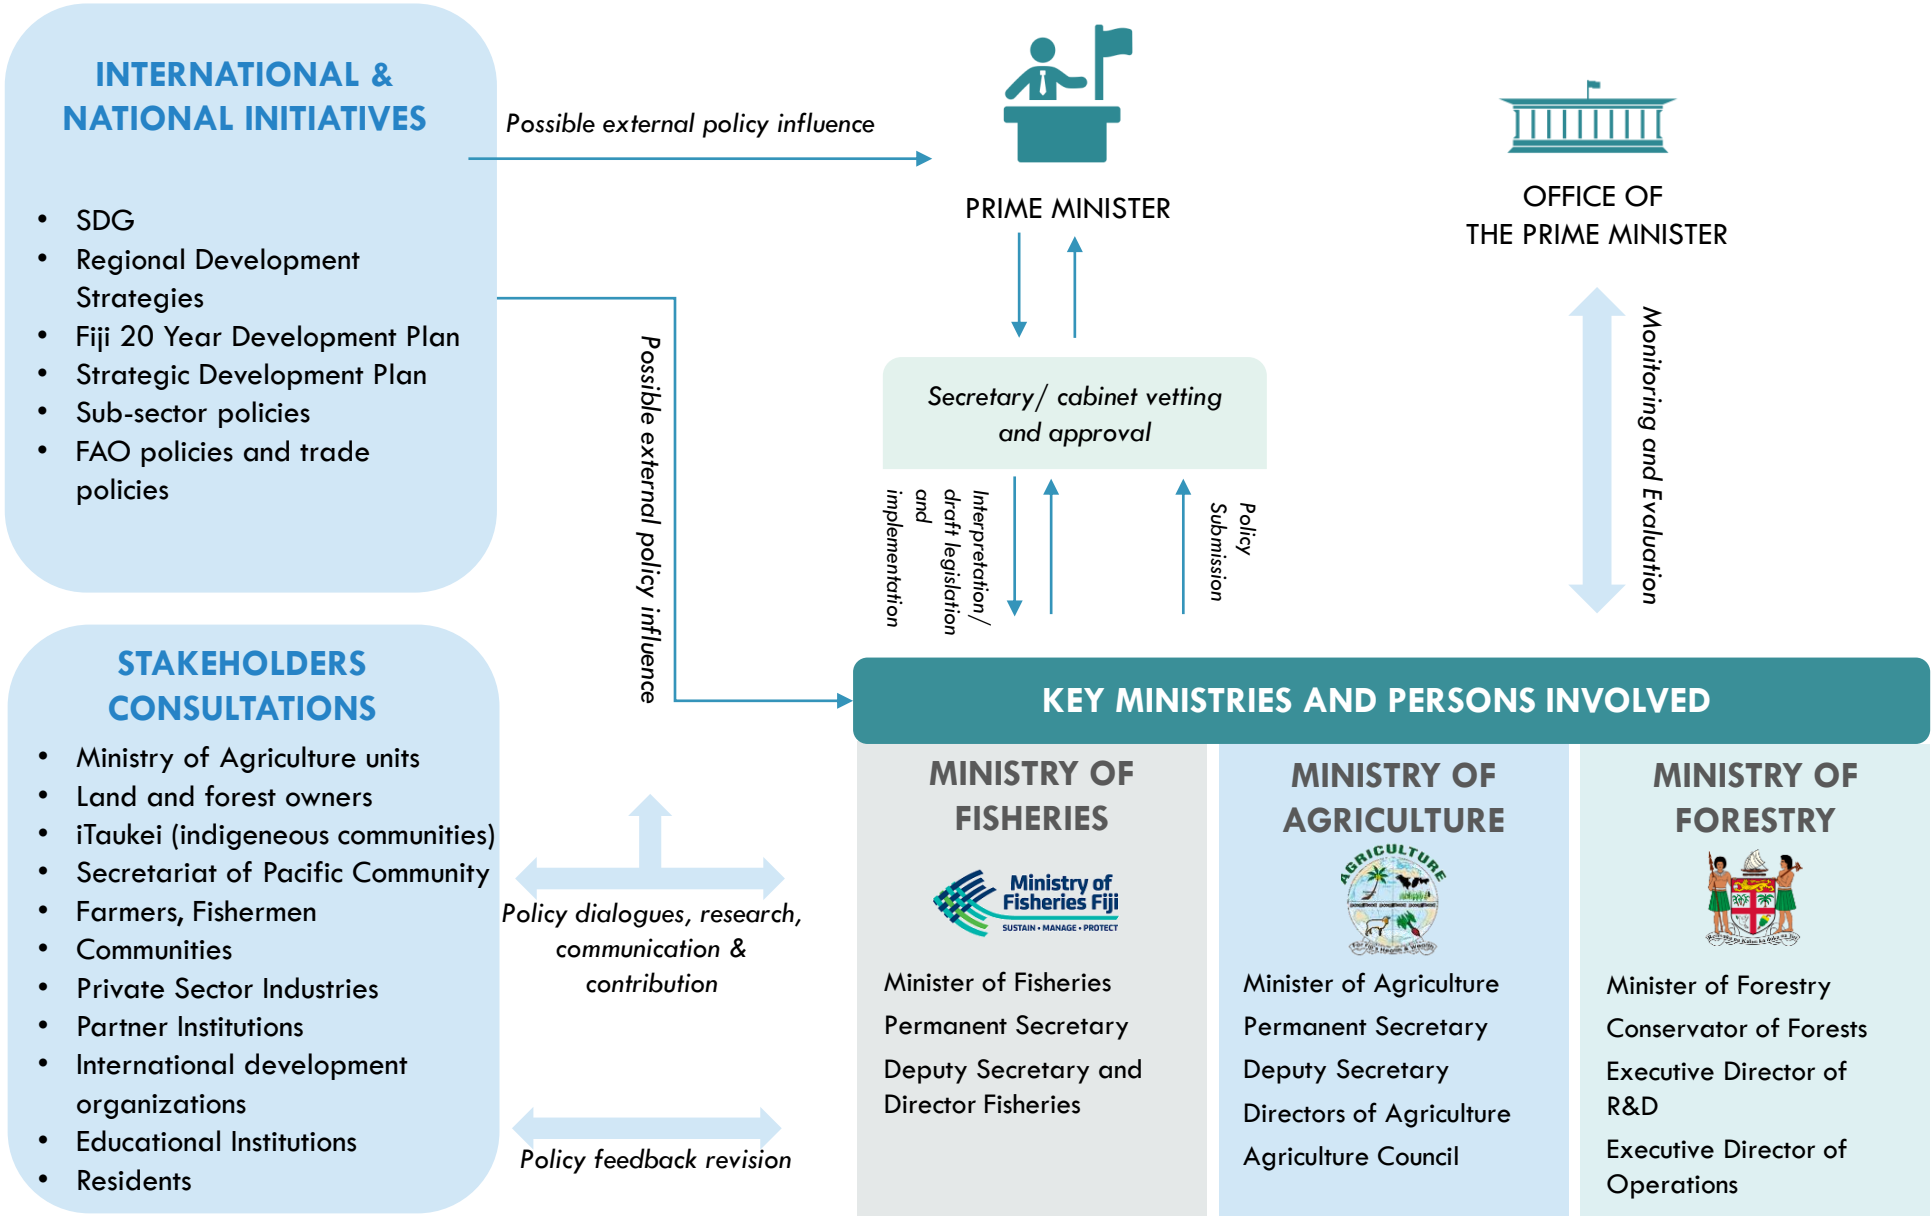 INTERNATIONAL &
NATIONAL INITIATIVES
• SDG
• Regional Development
Strategies
• Fiji 20 Year Development Plan
• Strategic Development Plan
• Sub-sector policies
• FAO policies and trade
policies
Possible external policy influence
PRIME MINISTER
OFFICE OF
THE PRIME MINISTER
Possible external policy influence
Secretary/ cabinet vetting
and approval
Interpretation/
draft legislation
and
implementation
Policy
Submission
Monitoring and Evaluation
STAKEHOLDERS
CONSULTATIONS
• Ministry of Agriculture units
• Land and forest owners
• iTaukei (indigeneous communities)
• Secretariat of Pacific Community
• Farmers, Fishermen
• Communities
• Private Sector Industries
• Partner Institutions
• International development
organizations
• Educational Institutions
• Residents
Policy dialogues, research,
communication &
contribution
Policy feedback revision
KEY MINISTRIES AND PERSONS INVOLVED
MINISTRY OF
FISHERIES
Ministry of
Fisheries Fiji
SUSTAIN • MANAGE • PROTECT
Minister of Fisheries
Permanent Secretary
Deputy Secretary and
Director Fisheries
MINISTRY OF
AGRICULTURE
AGRICULTURE
Minister of Agriculture
Permanent Secretary
Deputy Secretary
Directors of Agriculture
Agriculture Council
MINISTRY OF
FORESTRY
Minister of Forestry
Conservator of Forests
Executive Director of
R&D
Executive Director of
Operations